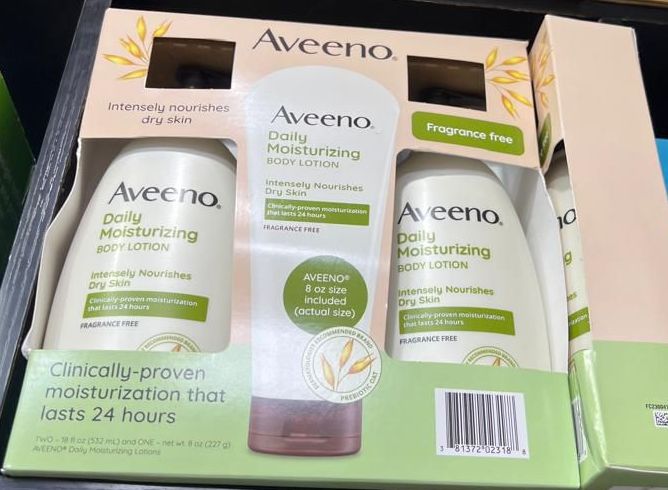 Aveeno®
Intensely nourishes
dry skin
Fragrance free
Aveeno®
Daily
Moisturizing
BODY LOTION
Intensely Nourishes
Dry Skin
Clinically-proven moisturization
that lasts 24 hours
FRAGRANCE FREE
AVEENO®
8 oz size
included
(actual size)
RECOMMENDED BRAND
PREBIOTIC OAT
Aveeno®
Daily
Moisturizing
BODY LOTION
Intensely Nourishes
Dry Skin
Clinically-proven moisturization
that lasts 24 hours
FRAGRANCE FREE
RECOMMENDED
Aveeno®
Daily
Moisturizing
BODY LOTION
Intensely Nourishes
Dry Skin
Clinically-proven moisturization
that lasts 24 hours
FRAGRANCE FREE
RECOMMENDED
Clinically-proven
moisturization that
lasts 24 hours
TWO – 18 fl oz (532 mL) and ONE – net wt. 8 oz (227 g)
AVEENO® Daily Moisturizing Lotions
3 81372 02318 8